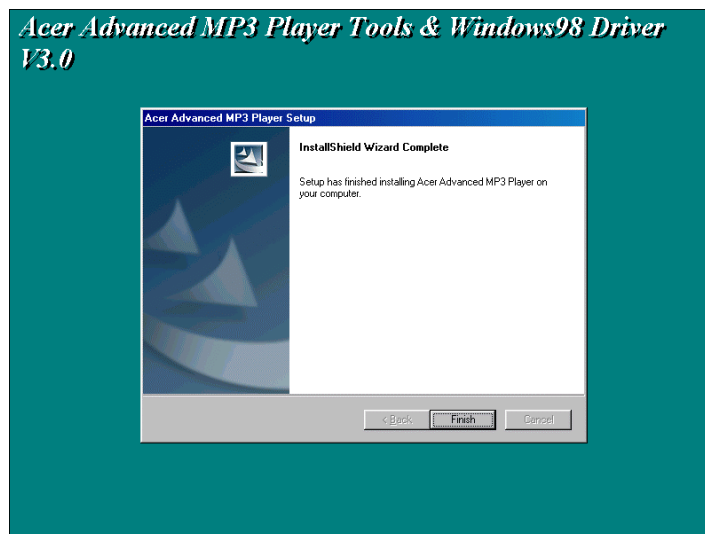 Acer Advanced MP3 Player Tools & Windows98 Driver
V3.0
Acer Advanced MP3 Player Setup
InstallShield Wizard Complete
Setup has finished installing Acer Advanced MP3 Player on
your computer.
< Back
Finish
Cancel